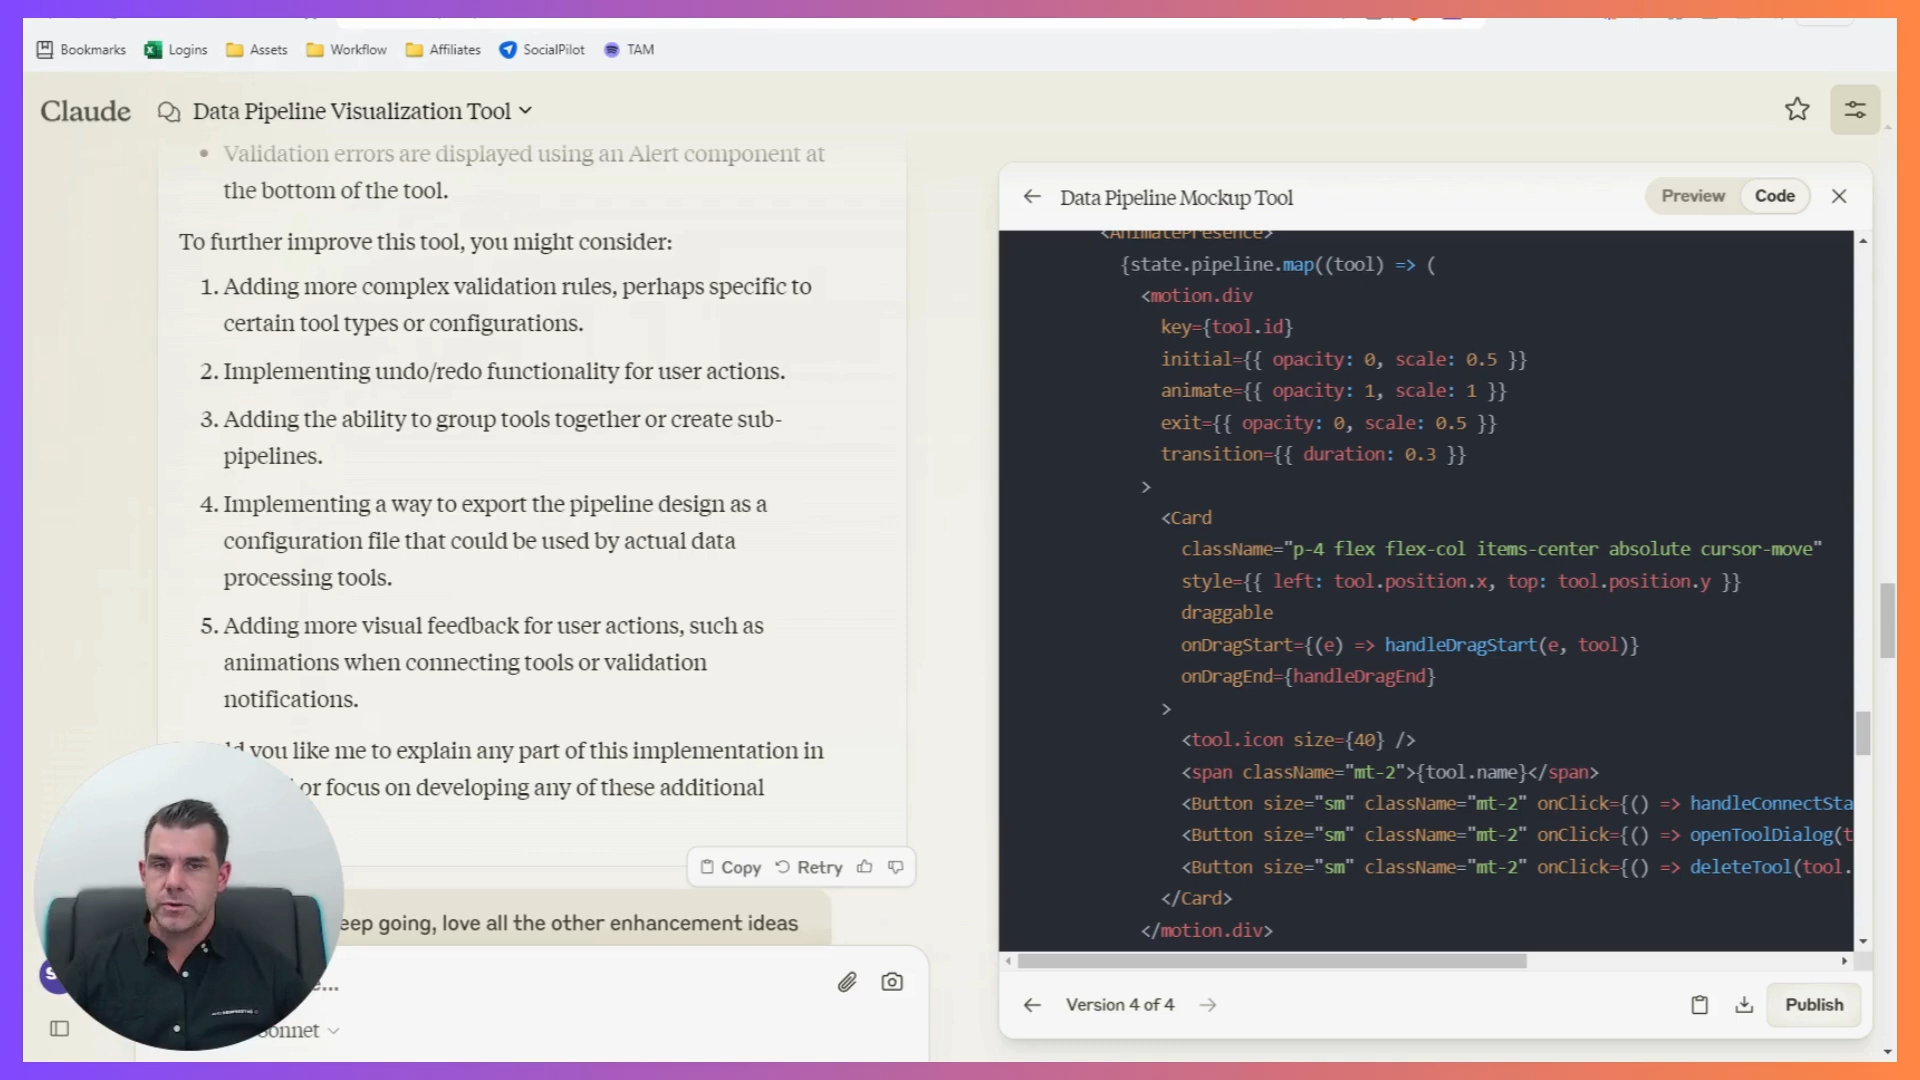 Bookmarks Logins Assets Workflow Affiliates SocialPilot TAM
Claude Data Pipeline Visualization Tool
• Validation errors are displayed using an Alert component at
the bottom of the tool.
To further improve this tool, you might consider:
1. Adding more complex validation rules, perhaps specific to
certain tool types or configurations.
2. Implementing undo/redo functionality for user actions.
3. Adding the ability to group tools together or create sub-
pipelines.
4. Implementing a way to export the pipeline design as a
configuration file that could be used by actual data
processing tools.
5. Adding more visual feedback for user actions, such as
animations when connecting tools or validation
notifications.
you like me to explain any part of this implementation in
or focus on developing any of these additional
Copy Retry
going, love all the other enhancement ideas
Data Pipeline Mockup Tool
Preview Code
<AnimatePresence>
{state.pipeline.map((tool) => (
<motion.div
key={tool.id}
initial={{ opacity: 0, scale: 0.5 }}
animate={{ opacity: 1, scale: 1 }}
exit={{ opacity: 0, scale: 0.5 }}
transition={{ duration: 0.3 }}
>
<Card
className="p-4 flex flex-col items-center absolute cursor-move"
style={{ left: tool.position.x, top: tool.position.y }}
draggable
onDragStart={(e) => handleDragStart(e, tool)}
onDragEnd={handleDragEnd}
>
<tool.icon size={40} />
<span className="mt-2">{tool.name}</span>
<Button size="sm" className="mt-2" onClick={() => handleConnectSta
<Button size="sm" className="mt-2" onClick={() => openToolDialog(t
<Button size="sm" className="mt-2" onClick={() => deleteTool(tool.
</Card>
</motion.div>
Version 4 of 4
Publish